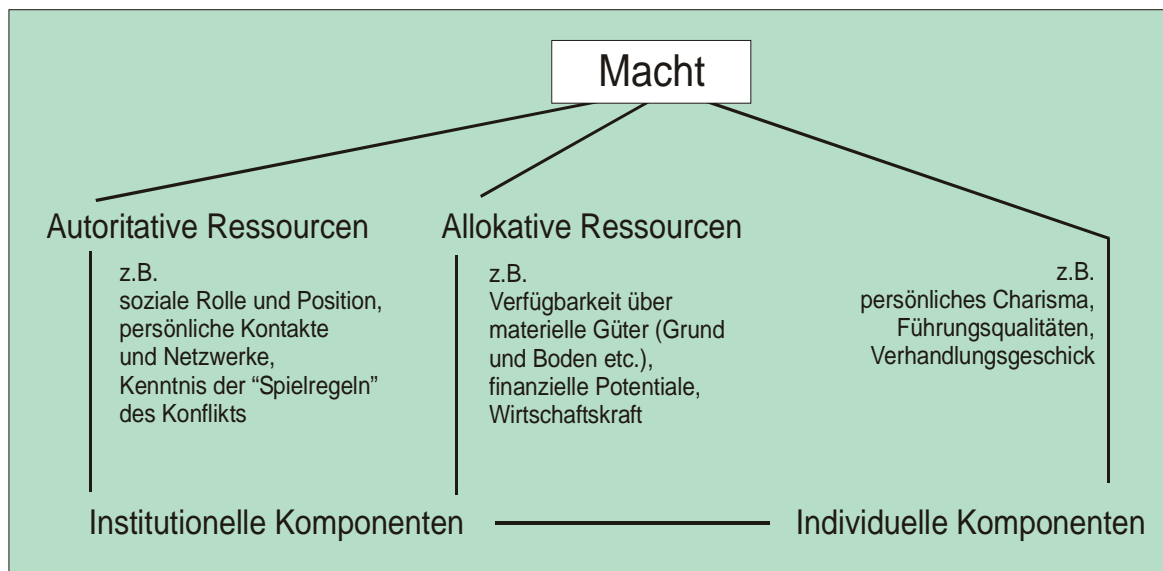 Macht
Autoritative Ressourcen
z.B.
soziale Rolle und Position,
persönliche Kontakte
und Netzwerke,
Kenntnis der “Spielregeln”
des Konflikts
Allokative Ressourcen
z.B.
Verfügbarkeit über
materielle Güter (Grund
und Boden etc.),
finanzielle Potentiale,
Wirtschaftskraft
z.B.
persönliches Charisma,
Führungsqualitäten,
Verhandlungsgeschick
Institutionelle Komponenten
Individuelle Komponenten